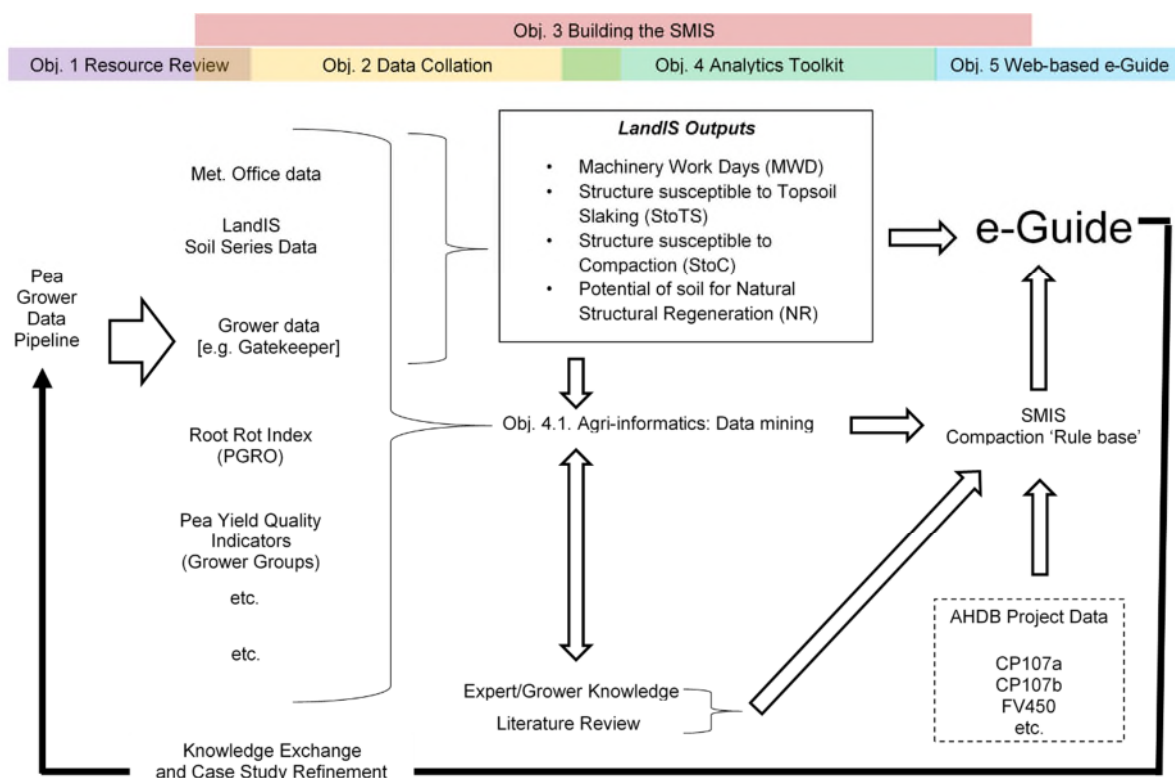 Obj. 3 Building the SMIS
Obj. 1 Resource Review
Obj. 2 Data Collation
Obj. 4 Analytics Toolkit
Obj. 5 Web-based e-Guide
Pea
Grower
Data
Pipeline
Met. Office data
LandIS
Soil Series Data
Grower data
[e.g. Gatekeeper]
Root Rot Index
(PGRO)
Pea Yield Quality
Indicators
(Grower Groups)
etc.
etc.
LandIS Outputs
• Machinery Work Days (MWD)
• Structure susceptible to Topsoil
Slaking (StoTS)
• Structure susceptible to
Compaction (StoC)
• Potential of soil for Natural
Structural Regeneration (NR)
Obj. 4.1. Agri-informatics: Data mining
Expert/Grower Knowledge
Literature Review
e-Guide
SMIS
Compaction ‘Rule base’
AHDB Project Data
CP107a
CP107b
FV450
etc.
Knowledge Exchange
and Case Study Refinement